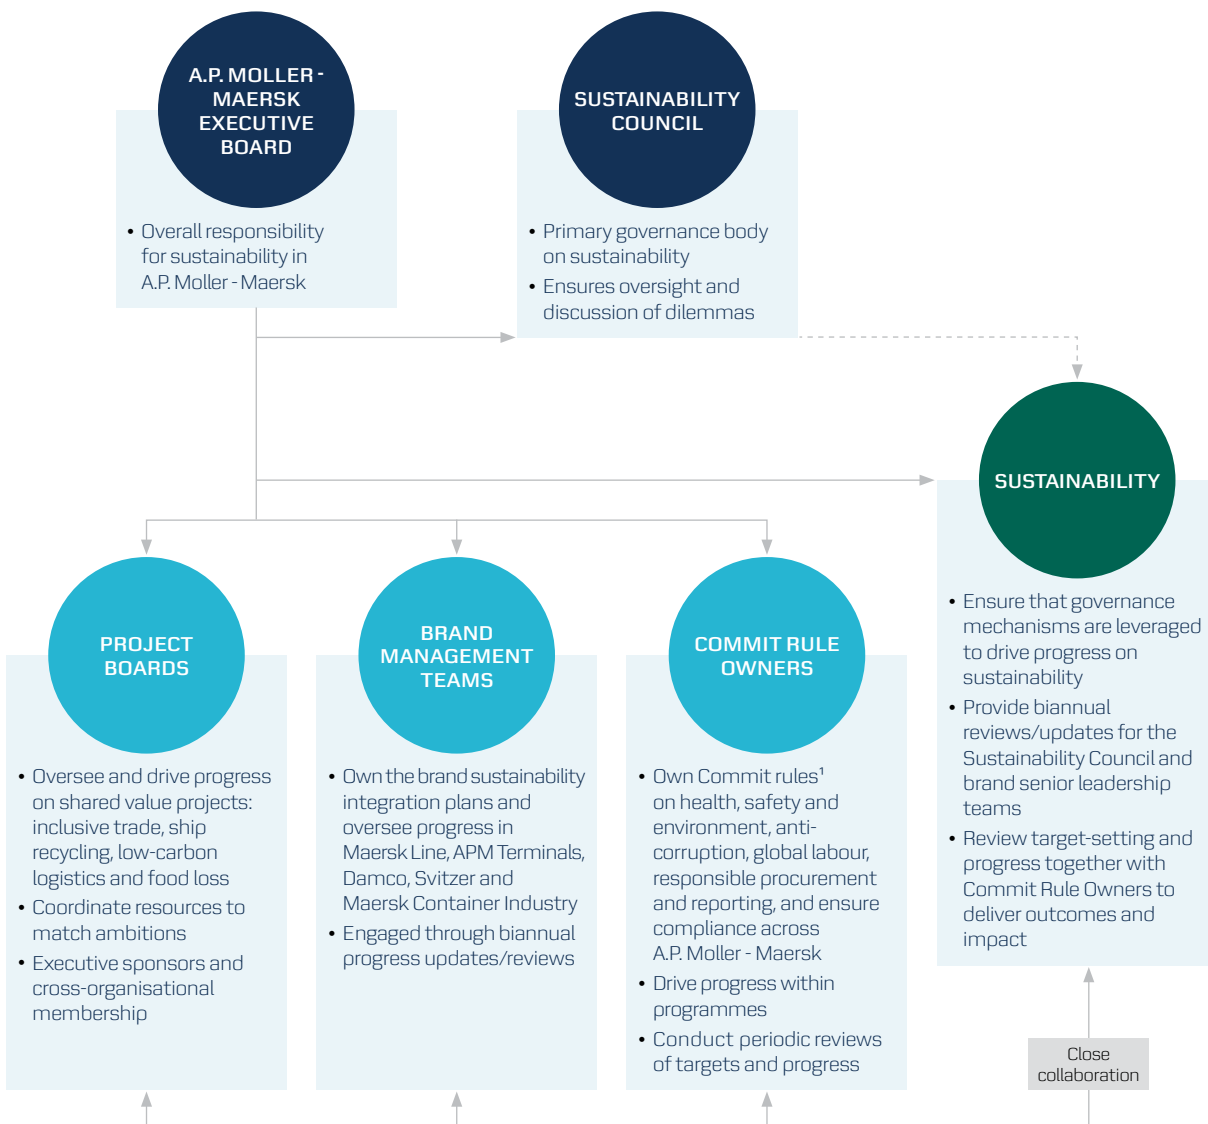 A.P. MOLLER -
MAERSK
EXECUTIVE
BOARD
• Overall responsibility
for sustainability in
A.P. Moller - Maersk
SUSTAINABILITY
COUNCIL
• Primary governance body
on sustainability
• Ensures oversight and
discussion of dilemmas
SUSTAINABILITY
• Ensure that governance
mechanisms are leveraged
to drive progress on
sustainability
• Provide biannual
reviews/updates for the
Sustainability Council and
brand senior leadership
teams
• Review target-setting and
progress together with
Commit Rule Owners to
deliver outcomes and
impact
PROJECT
BOARDS
• Oversee and drive progress
on shared value projects:
inclusive trade, ship
recycling, low-carbon
logistics and food loss
• Coordinate resources to
match ambitions
• Executive sponsors and
cross-organisational
membership
BRAND
MANAGEMENT
TEAMS
• Own the brand sustainability
integration plans and
oversee progress in
Maersk Line, APM Terminals,
Damco, Svitzer and
Maersk Container Industry
• Engaged through biannual
progress updates/reviews
COMMIT RULE
OWNERS
• Own Commit rules¹
on health, safety and
environment, anti-
corruption, global labour,
responsible procurement
and reporting, and ensure
compliance across
A.P. Moller - Maersk
• Drive progress within
programmes
• Conduct periodic reviews
of targets and progress
Close
collaboration